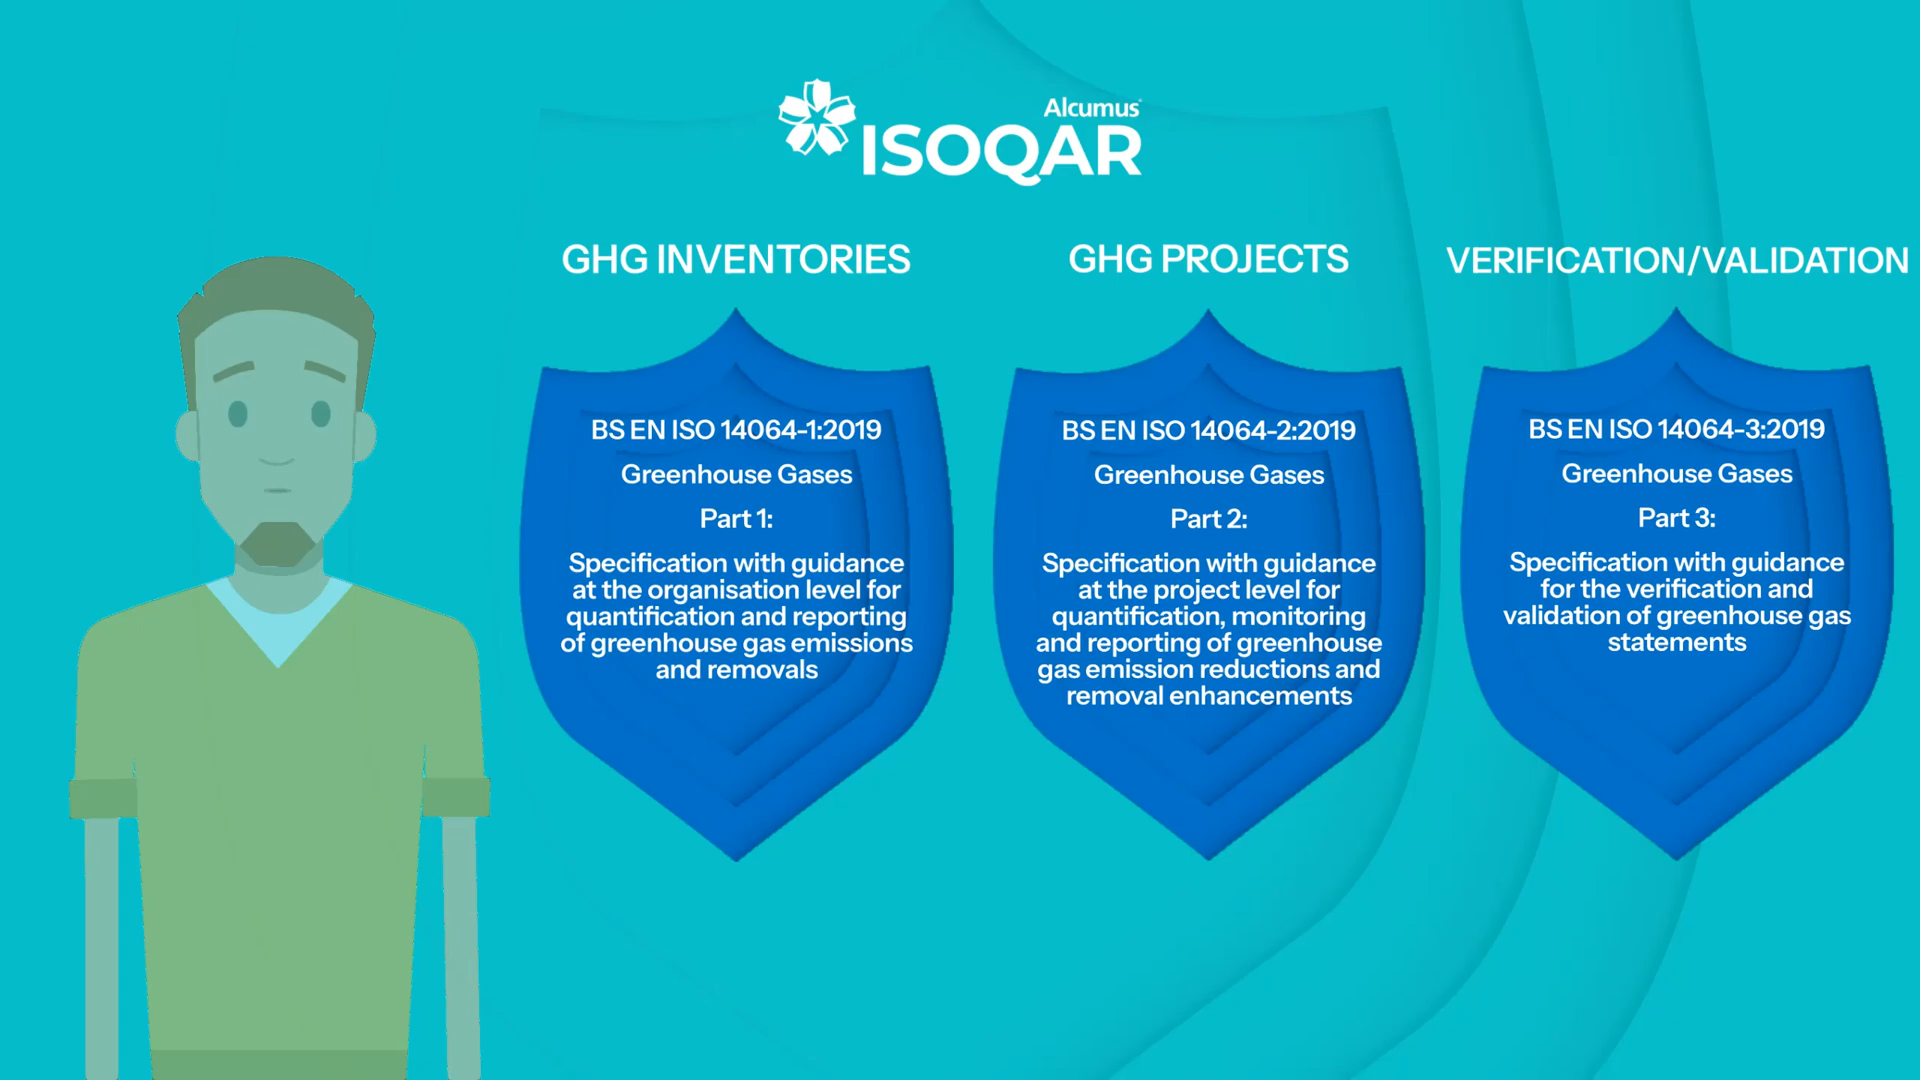 Alcumus
ISOQAR
GHG INVENTORIES
BS EN ISO 14064-1:2019
Greenhouse Gases
Part 1:
Specification with guidance
at the organisation level for
quantification and reporting
of greenhouse gas emissions
and removals
GHG PROJECTS
BS EN ISO 14064-2:2019
Greenhouse Gases
Part 2:
Specification with guidance
at the project level for
quantification, monitoring
and reporting of greenhouse
gas emission reductions and
removal enhancements
VERIFICATION/VALIDATION
BS EN ISO 14064-3:2019
Greenhouse Gases
Part 3:
Specification with guidance
for the verification and
validation of greenhouse gas
statements